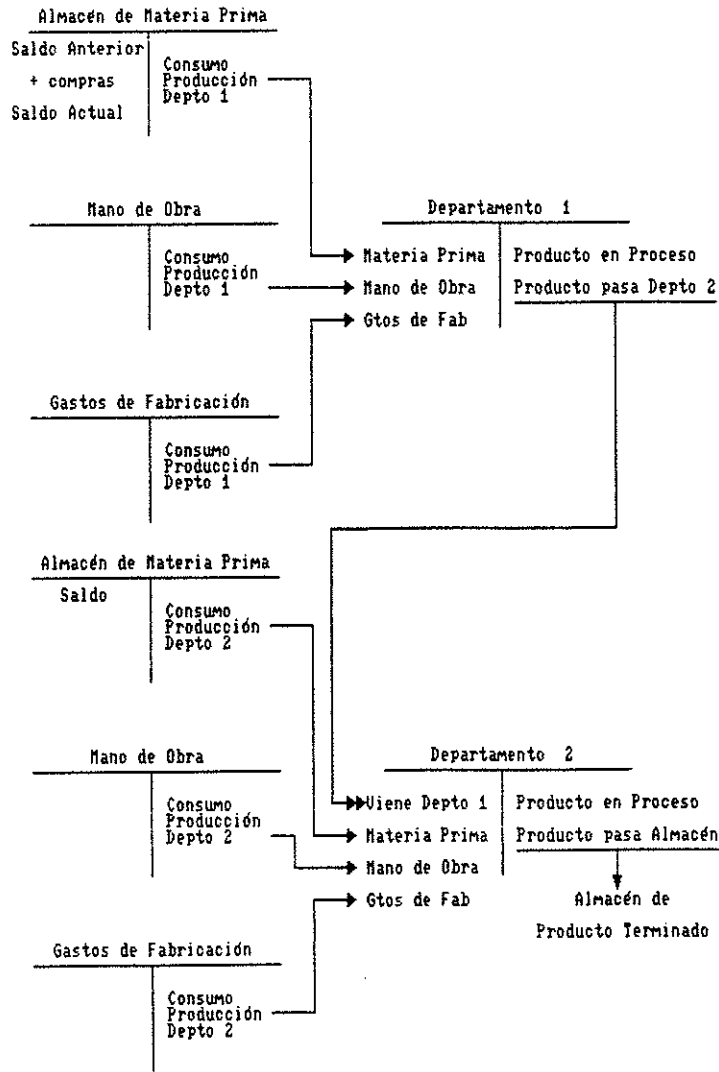 Almacén de Materia Prima
Saldo Anterior
+ compras
Saldo Actual
Consumo
Producción
Depto 1
Mano de Obra
Consumo
Producción
Depto 1
Gastos de Fabricación
Consumo
Producción
Depto 1
Departamento 1
Materia Prima
Mano de Obra
Gtos de Fab
Producto en Proceso
Producto pasa Depto 2
Almacén de Materia Prima
Saldo
Consumo
Producción
Depto 2
Mano de Obra
Consumo
Producción
Depto 2
Gastos de Fabricación
Consumo
Producción
Depto 2
Departamento 2
Viene Depto 1
Materia Prima
Mano de Obra
Gtos de Fab
Producto en Proceso
Producto pasa Almacén
Almacén de
Producto Terminado